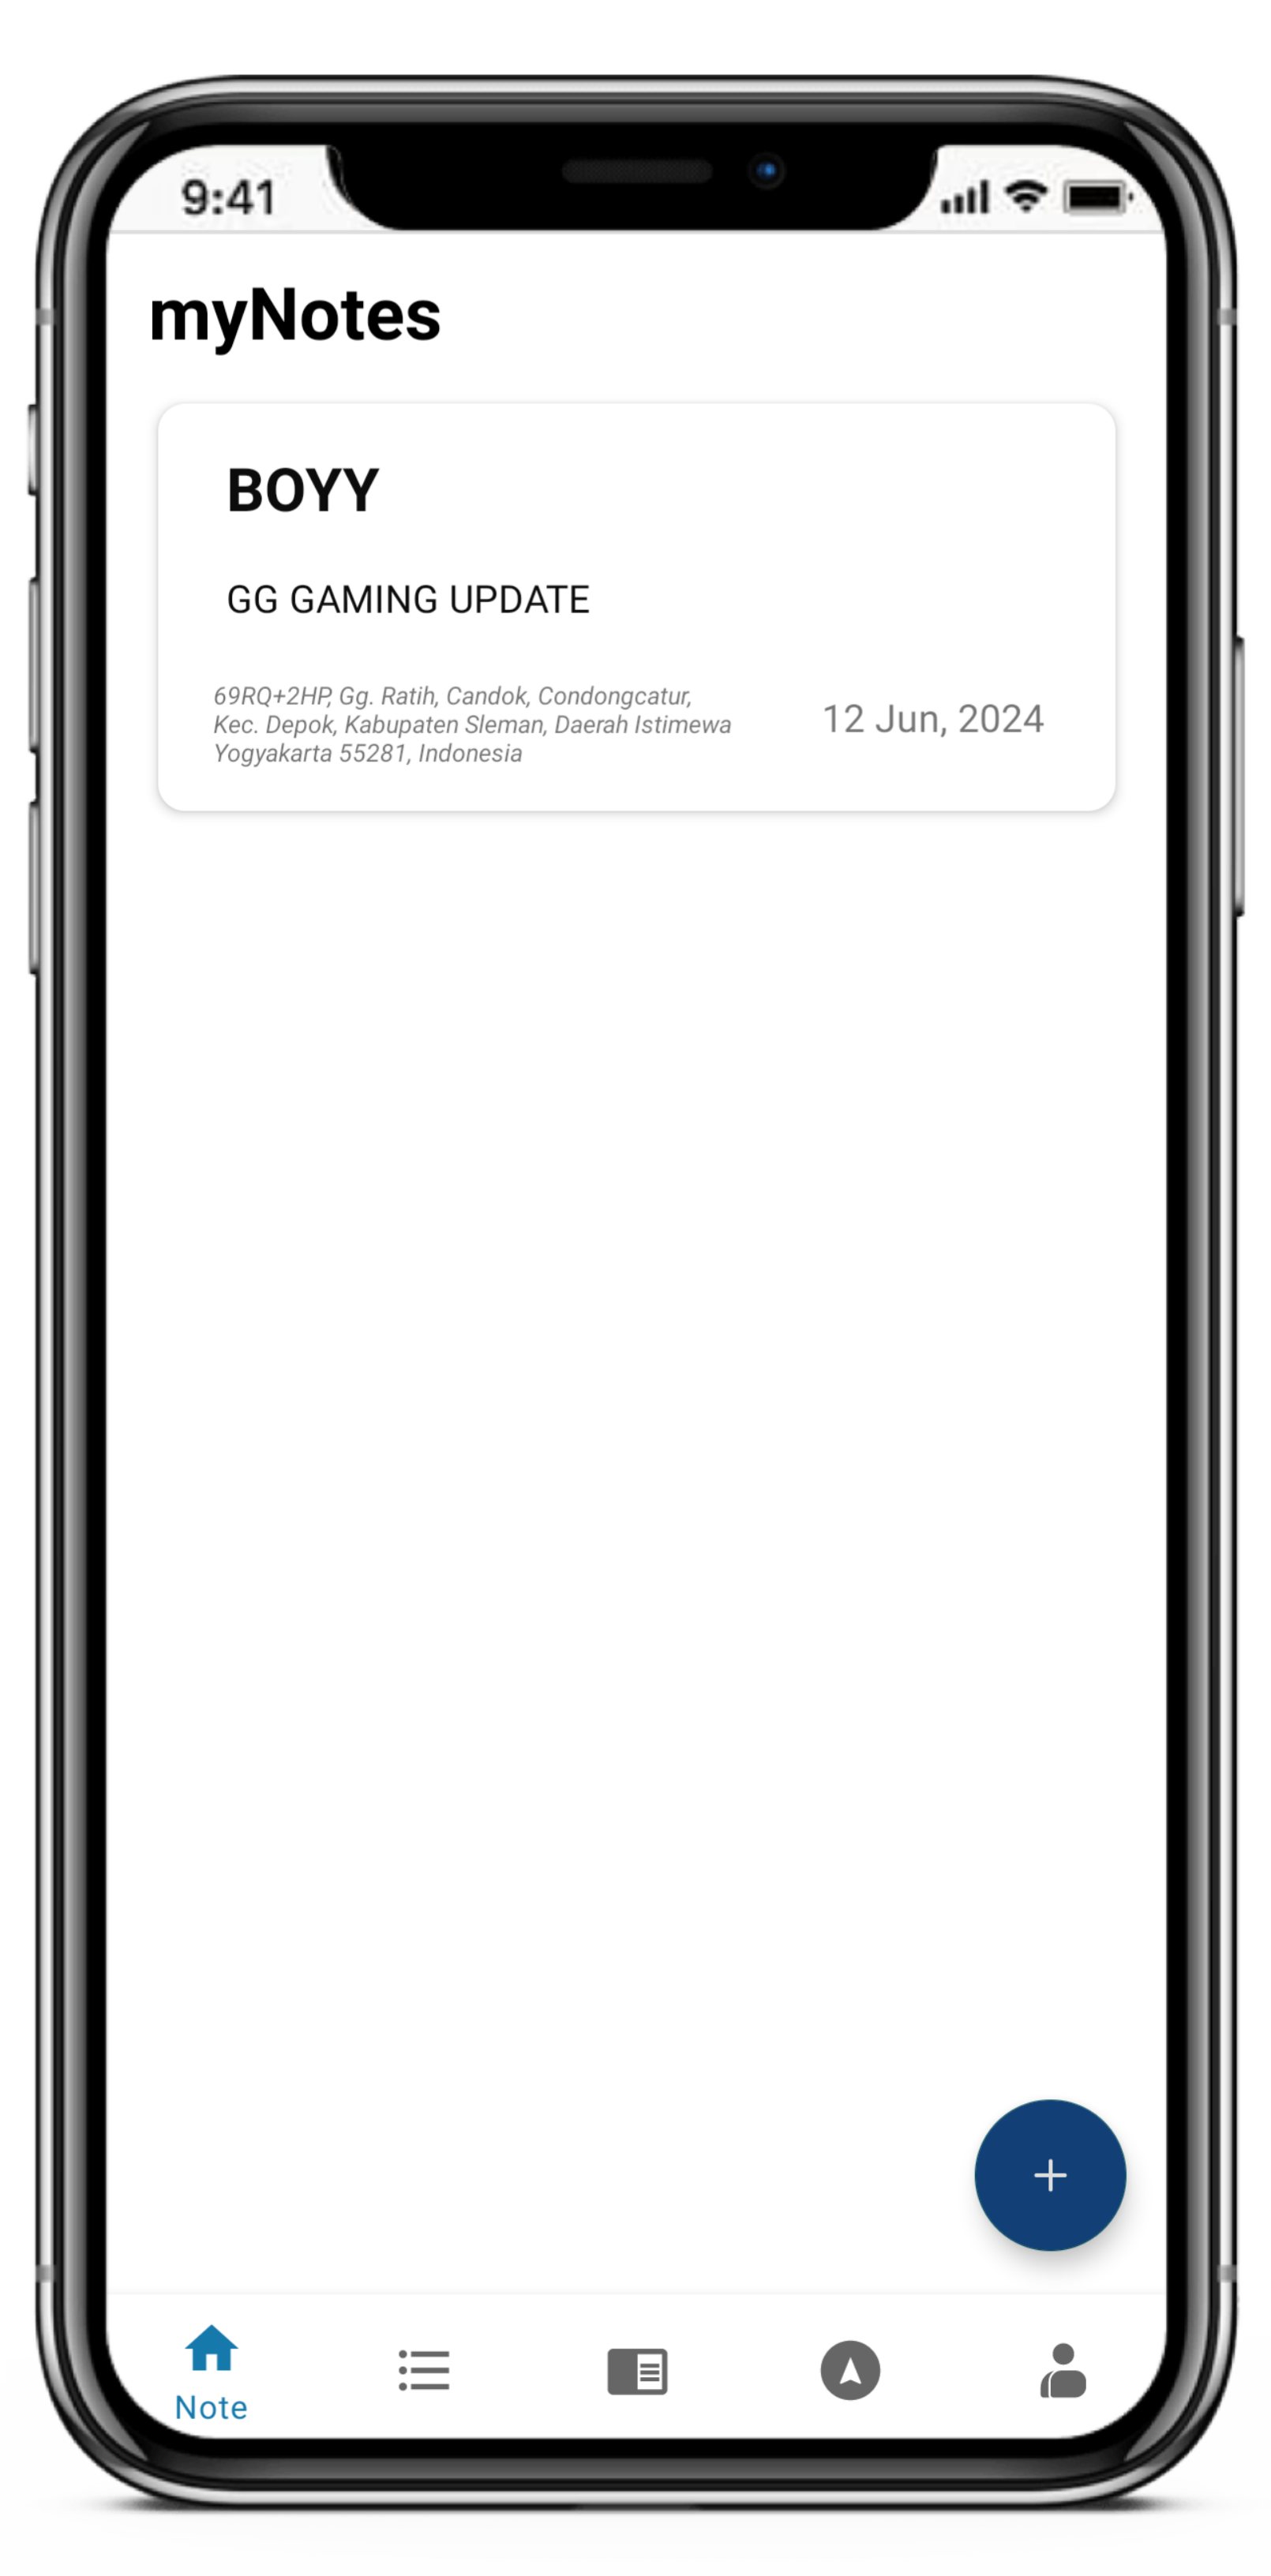 9:41
myNotes
BOYY
GG GAMING UPDATE
69RQ+2HP, Gg. Ratih, Candok, Condongcatur,
Kec. Depok, Kabupaten Sleman, Daerah Istimewa
Yogyakarta 55281, Indonesia
12 Jun, 2024
Note